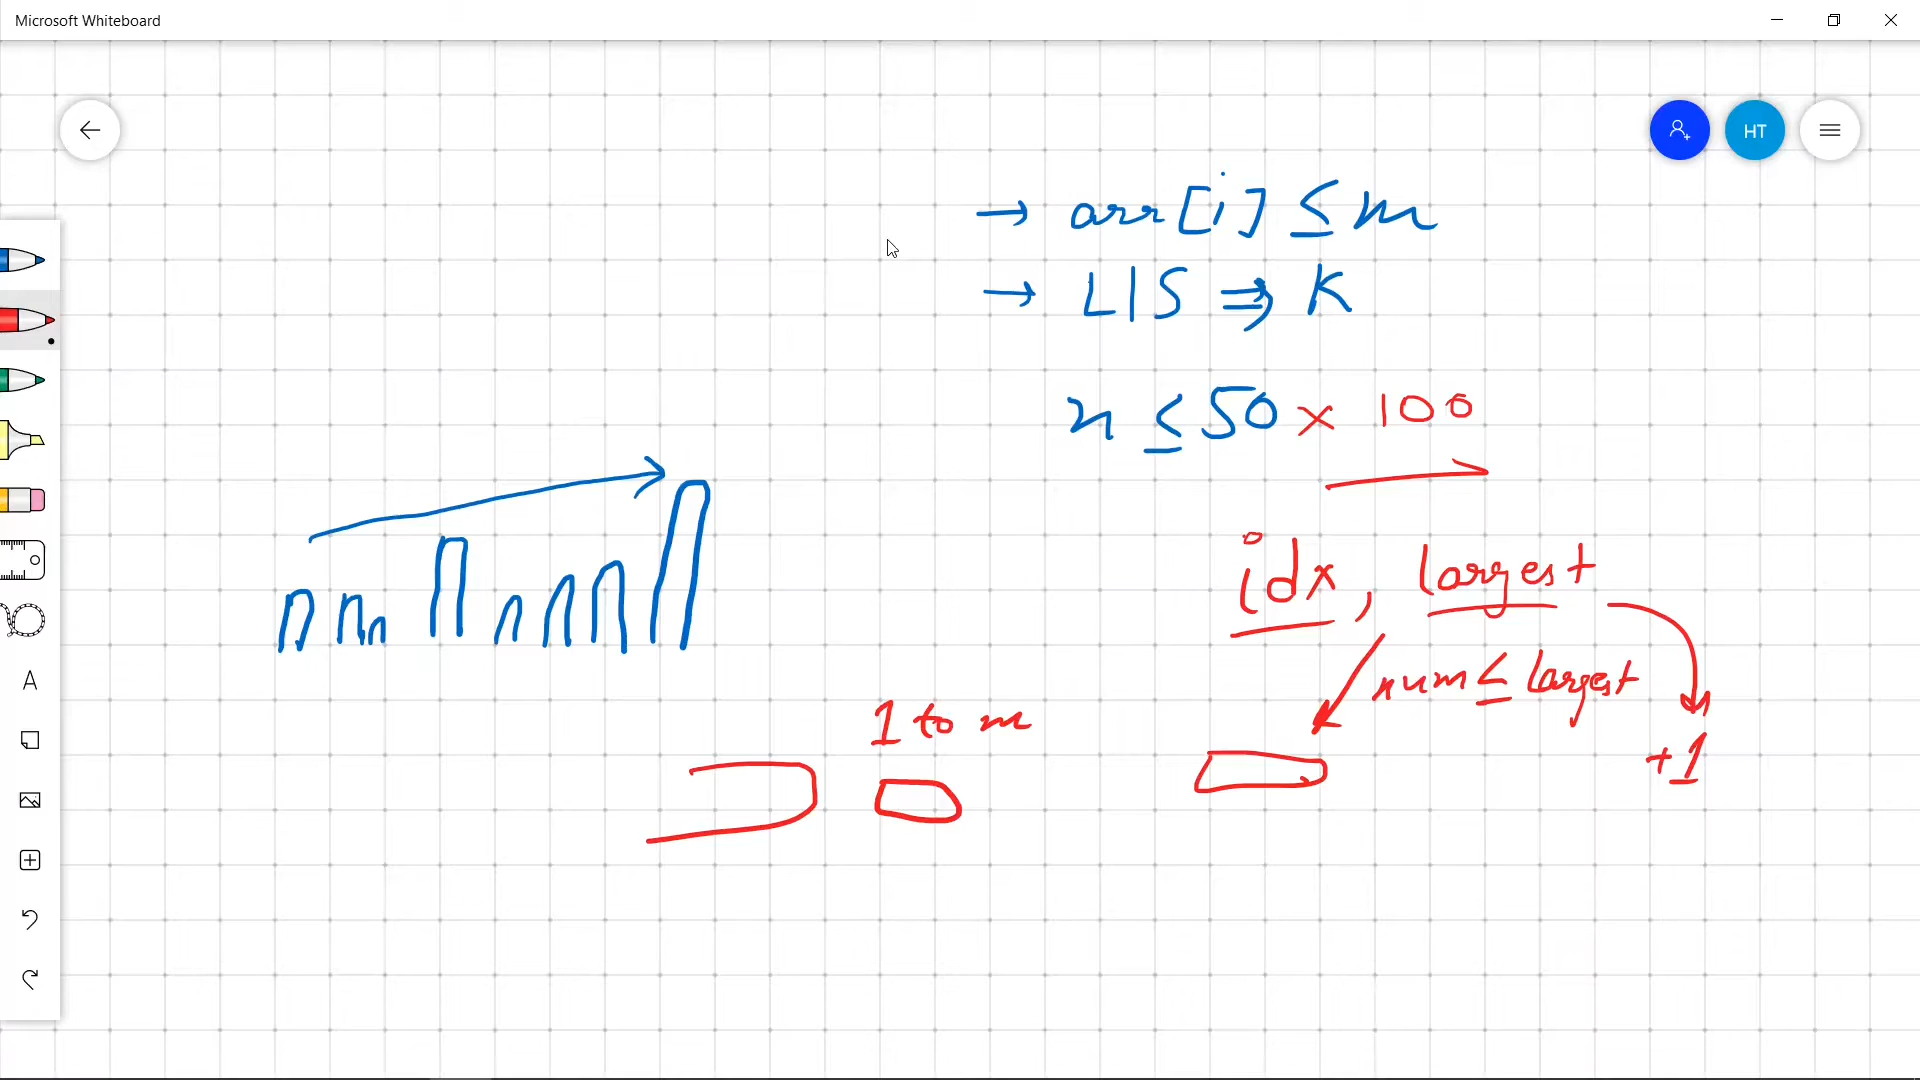 Microsoft Whiteboard
HT
→ arr[i] ≤ m
→ LIS ⇒ K
n ≤ 50 × 100
idx, largest
num ≤ largest
+1
1 to m
A